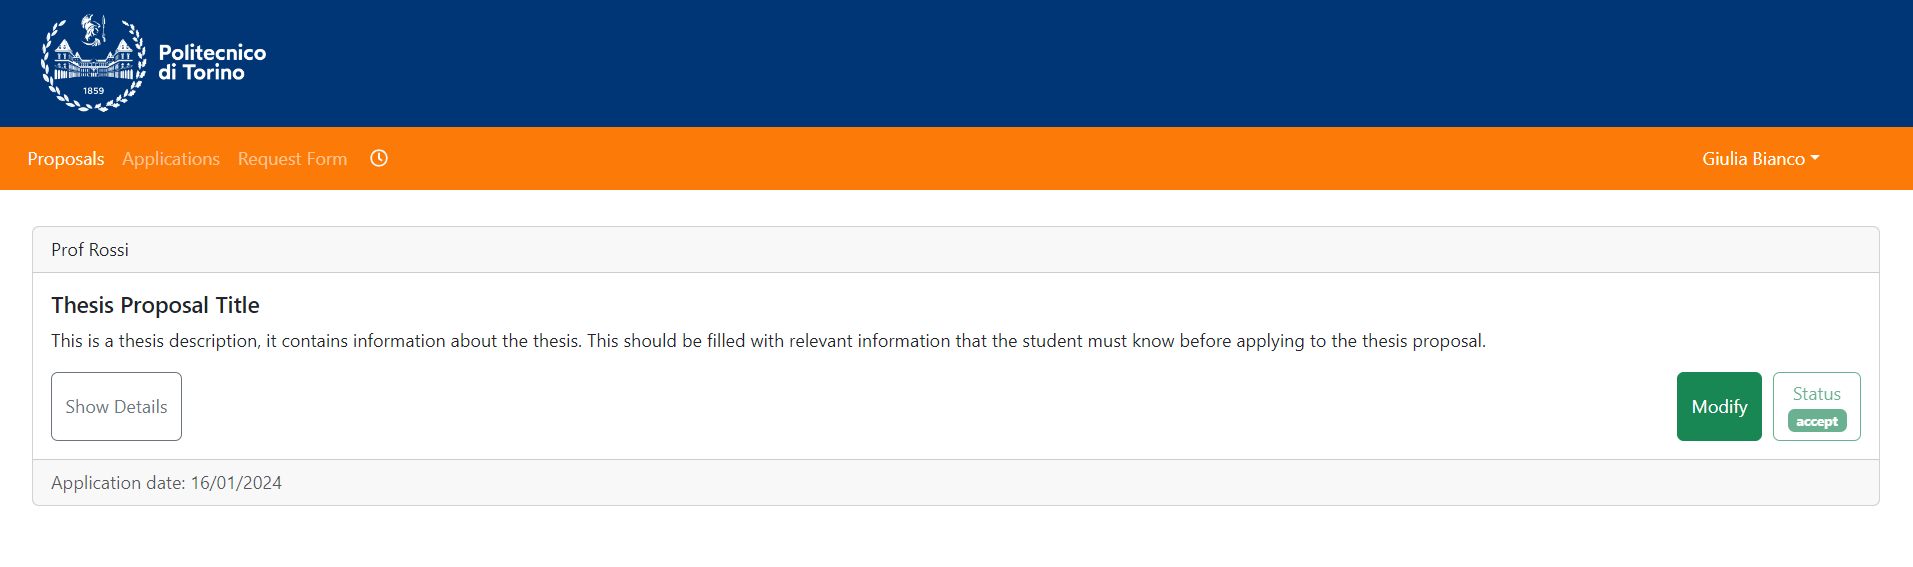 Politecnico
di Torino
1859
Proposals Applications Request Form Giulia Bianco
Prof Rossi
Thesis Proposal Title
This is a thesis description, it contains information about the thesis. This should be filled with relevant information that the student must know before applying to the thesis proposal.
Show Details
Modify
Status
accept
Application date: 16/01/2024